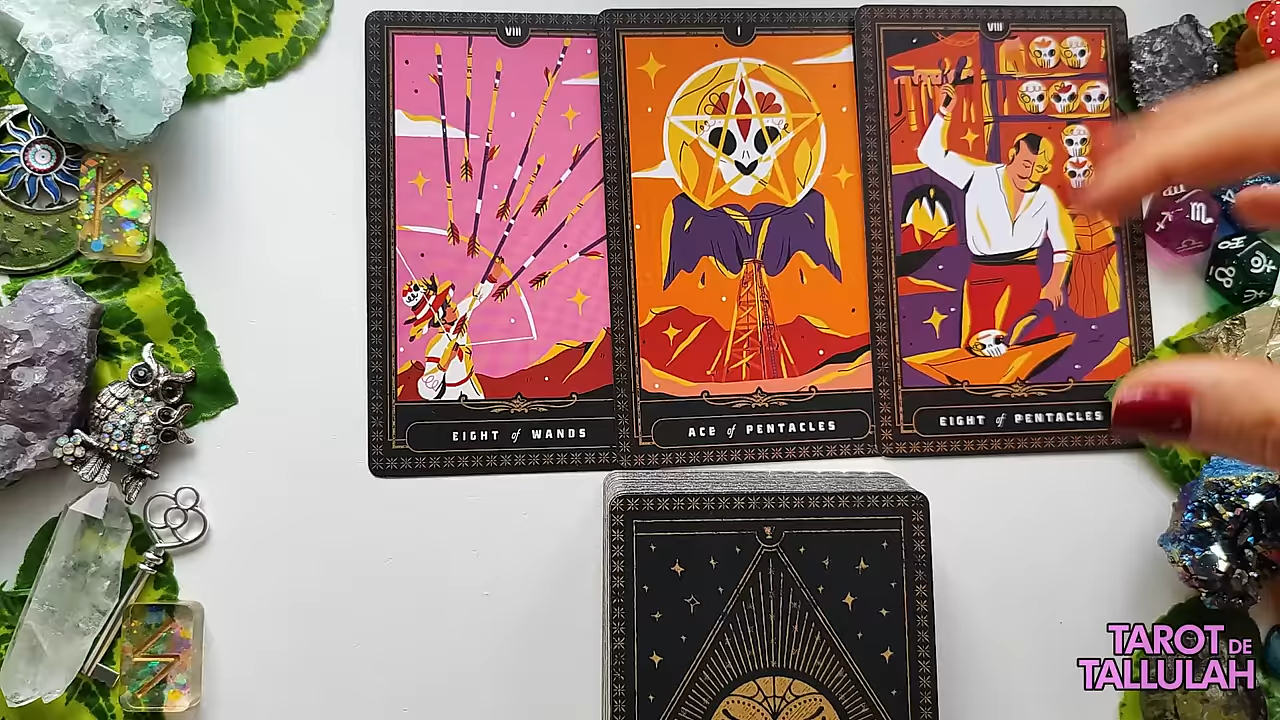 VIII
EIGHT of WANDS
I
ACE of PENTACLES
VIII
EIGHT of PENTACLES
TAROT DE
TALLULAH